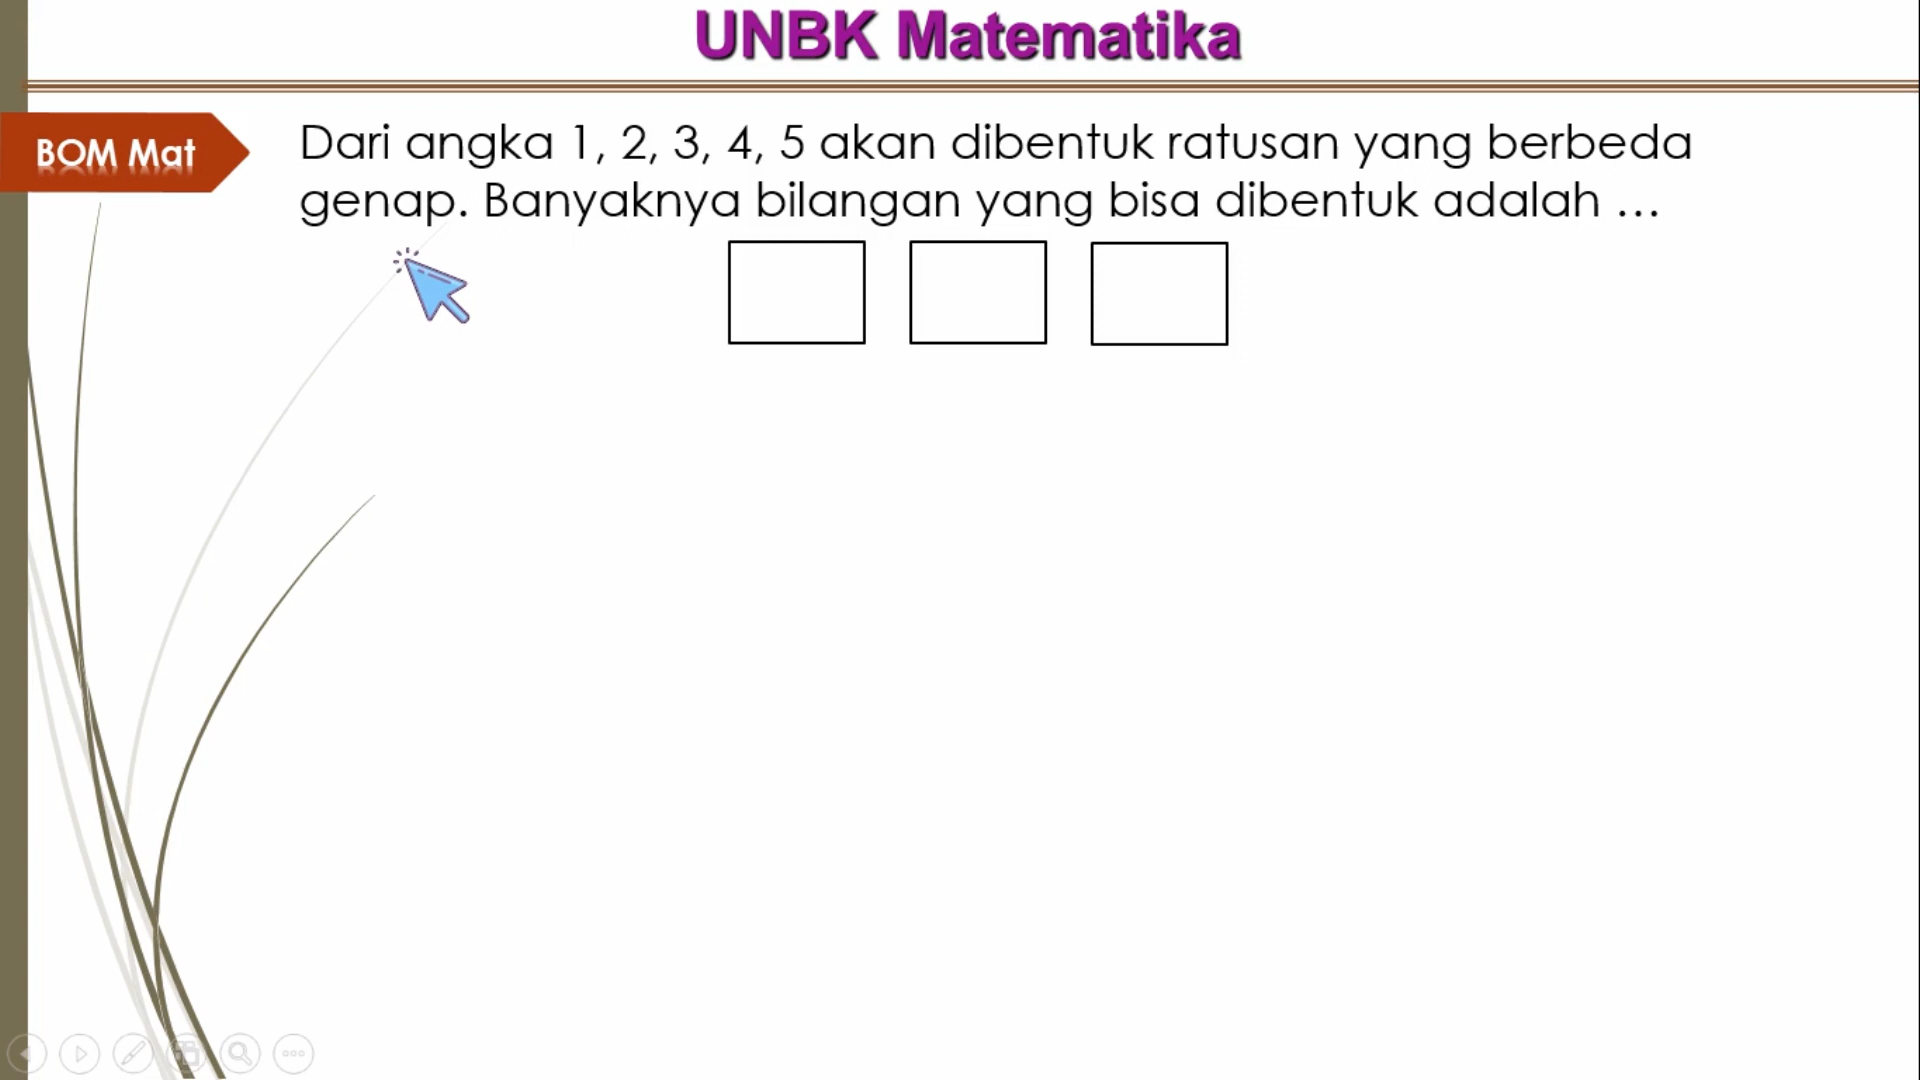 UNBK Matematika
BOM Mat
Dari angka 1, 2, 3, 4, 5 akan dibentuk ratusan yang berbeda
genap. Banyaknya bilangan yang bisa dibentuk adalah ...